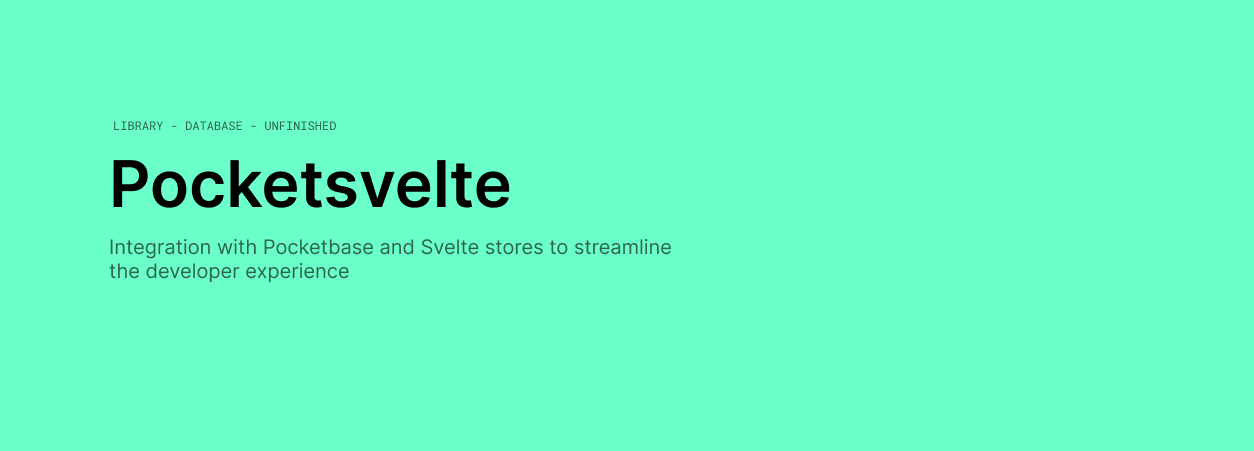 LIBRARY - DATABASE - UNFINISHED
Pocketsvelte
Integration with Pocketbase and Svelte stores to streamline
the developer experience